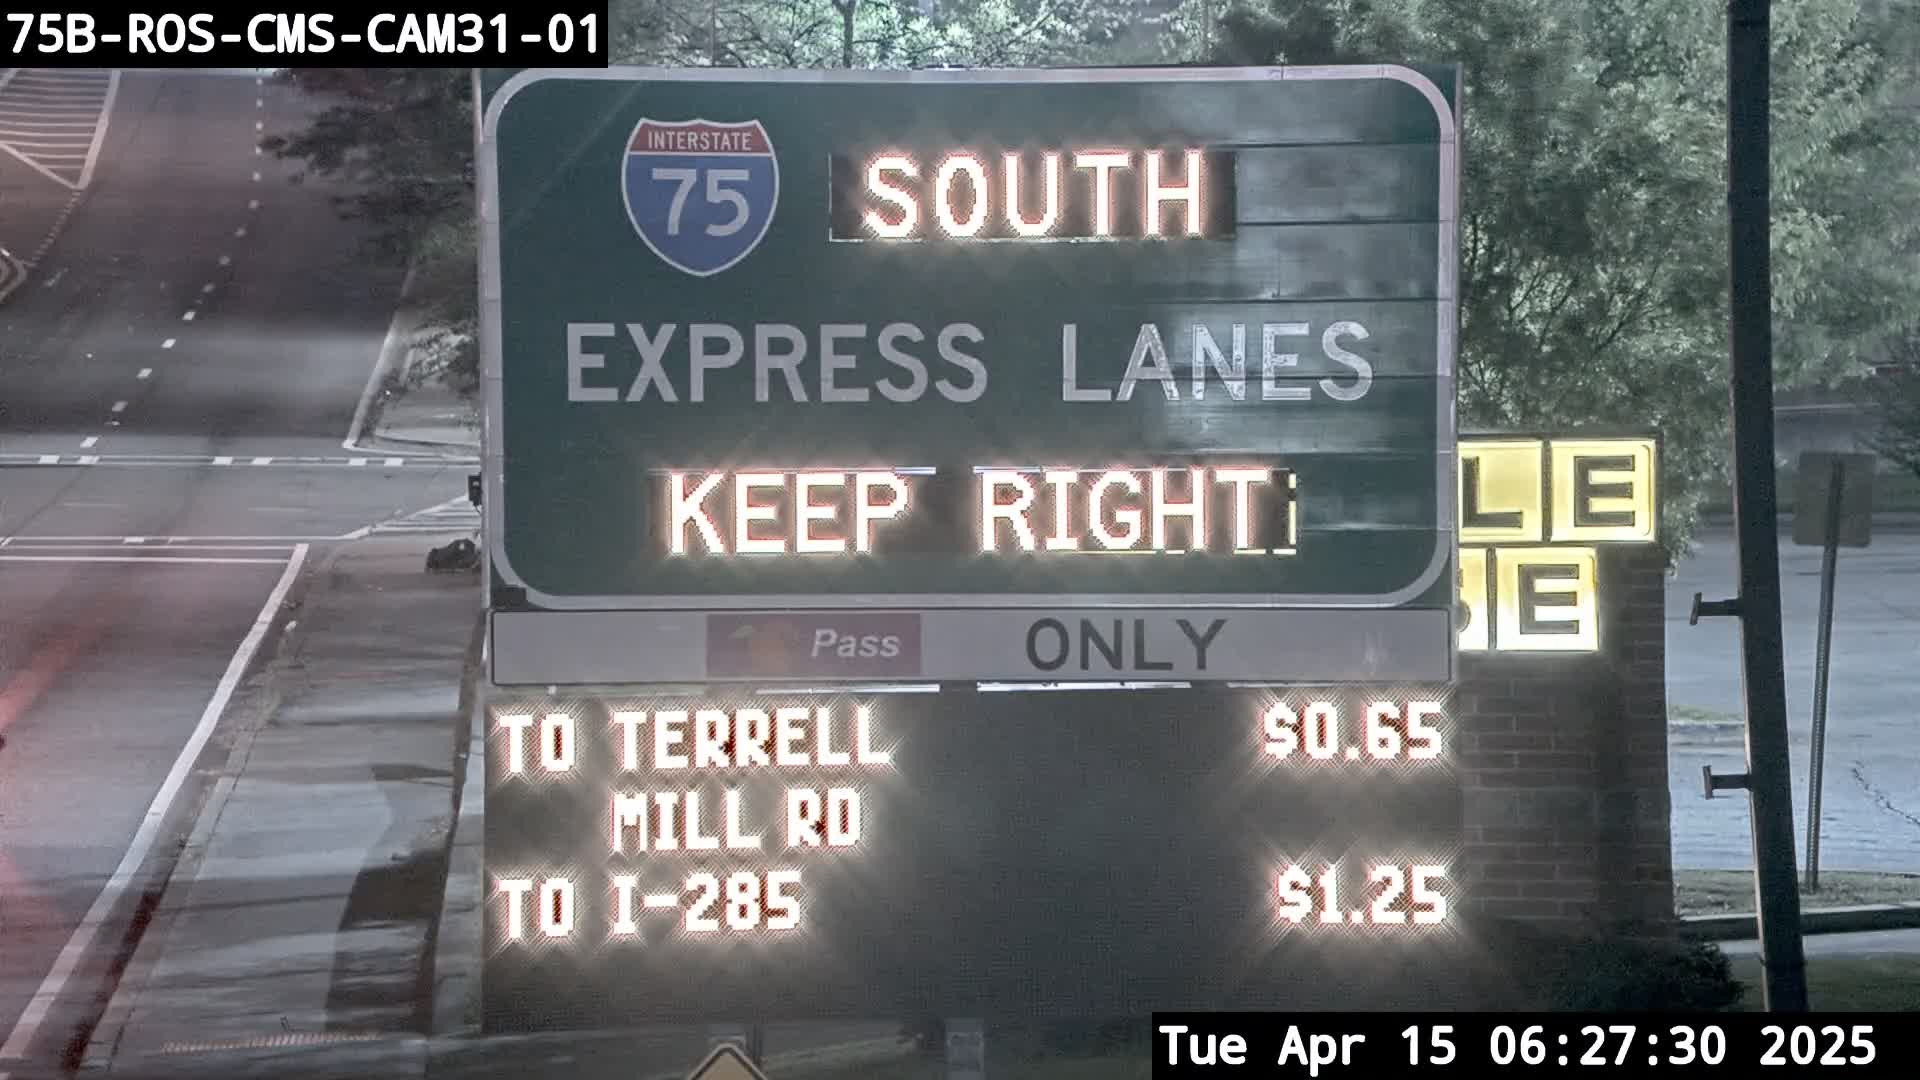 75B-ROS-CMS-CAM31-01
INTERSTATE
75
SOUTH
EXPRESS LANES
KEEP RIGHT
Pass ONLY
TO TERRELL $0.65
MILL RD
TO I-285 $1.25
LE
E
Tue Apr 15 06:27:30 2025